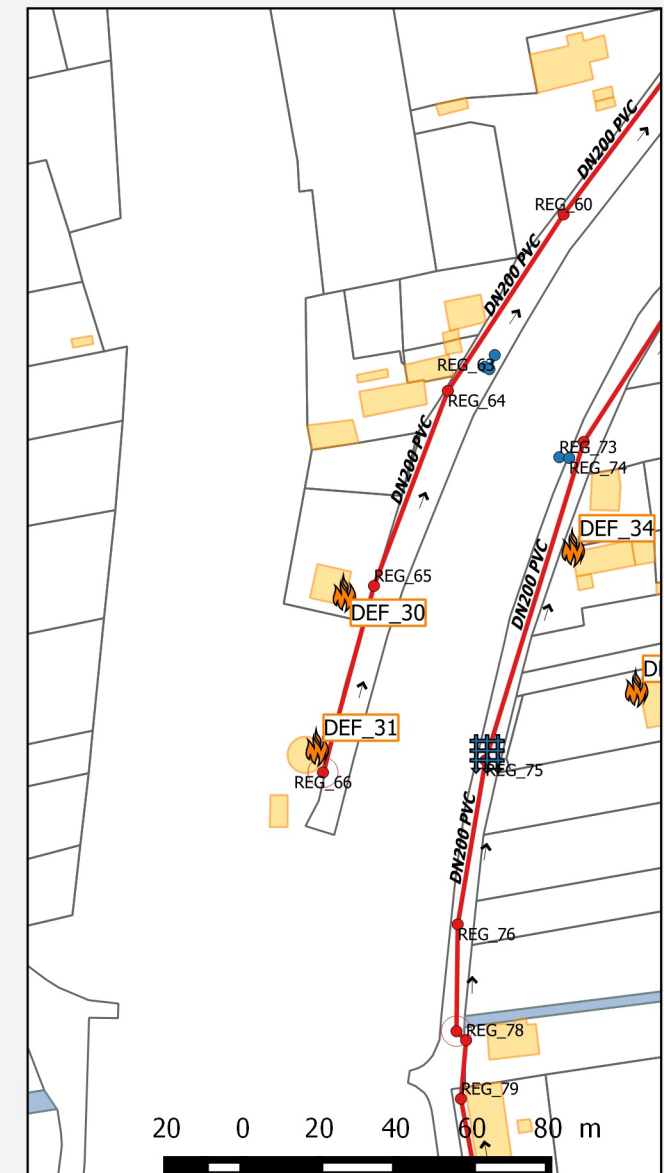 DN200 PVC
REG_60
DN200 PVC
REG_63
REG_64
DN200 PVC
REG_73
REG_74
DEF_34
REG_65
DN200 PVC
DEF_30
DEF_31
REG_66
REG_75
DN200 PVC
REG_76
REG_78
REG_79
20 0 20 40 60 80 m